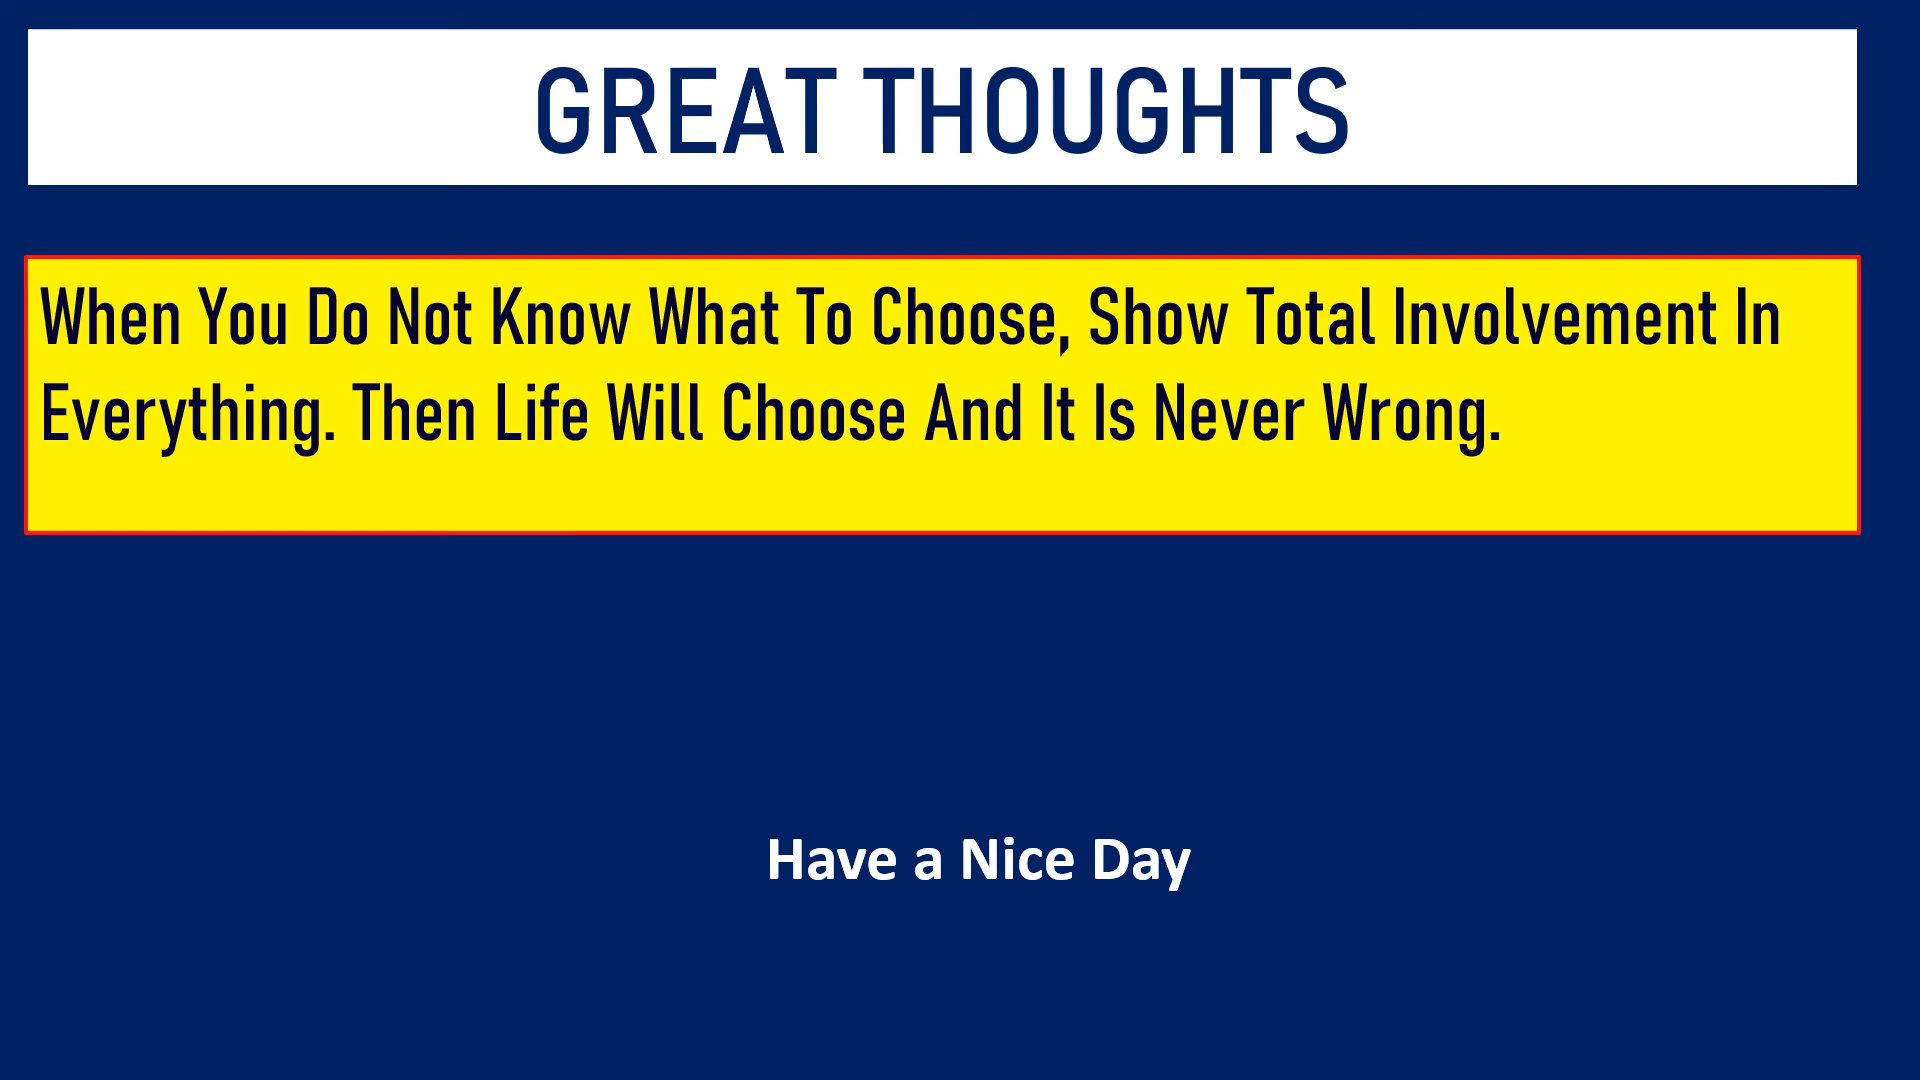 GREAT THOUGHTS
When You Do Not Know What To Choose, Show Total Involvement In
Everything. Then Life Will Choose And It Is Never Wrong.
Have a Nice Day